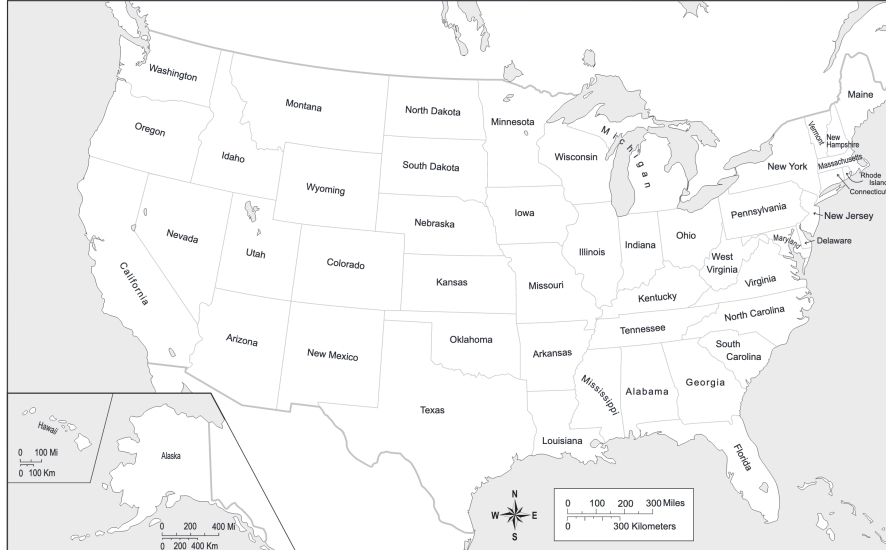 Washington
Oregon
Idaho
Montana
Wyoming
North Dakota
South Dakota
Nebraska
Kansas
Nevada
Utah
Colorado
California
Arizona
New Mexico
Oklahoma
Texas
Minnesota
Iowa
Missouri
Arkansas
Louisiana
Wisconsin
Michigan
Illinois
Indiana
Ohio
Kentucky
Tennessee
Mississippi
Alabama
Georgia
Florida
South
Carolina
North Carolina
Virginia
West
Virginia
Maryland
Delaware
Pennsylvania
New Jersey
New York
Connecticut
Rhode
Island
Massachusetts
Vermont
New
Hampshire
Maine
Hawaii
0 100 Mi
0 100 Km
Alaska
0 200 400 Mi
0 200 400 Km
N
W E
S
0 100 200 300 Miles
0 300 Kilometers